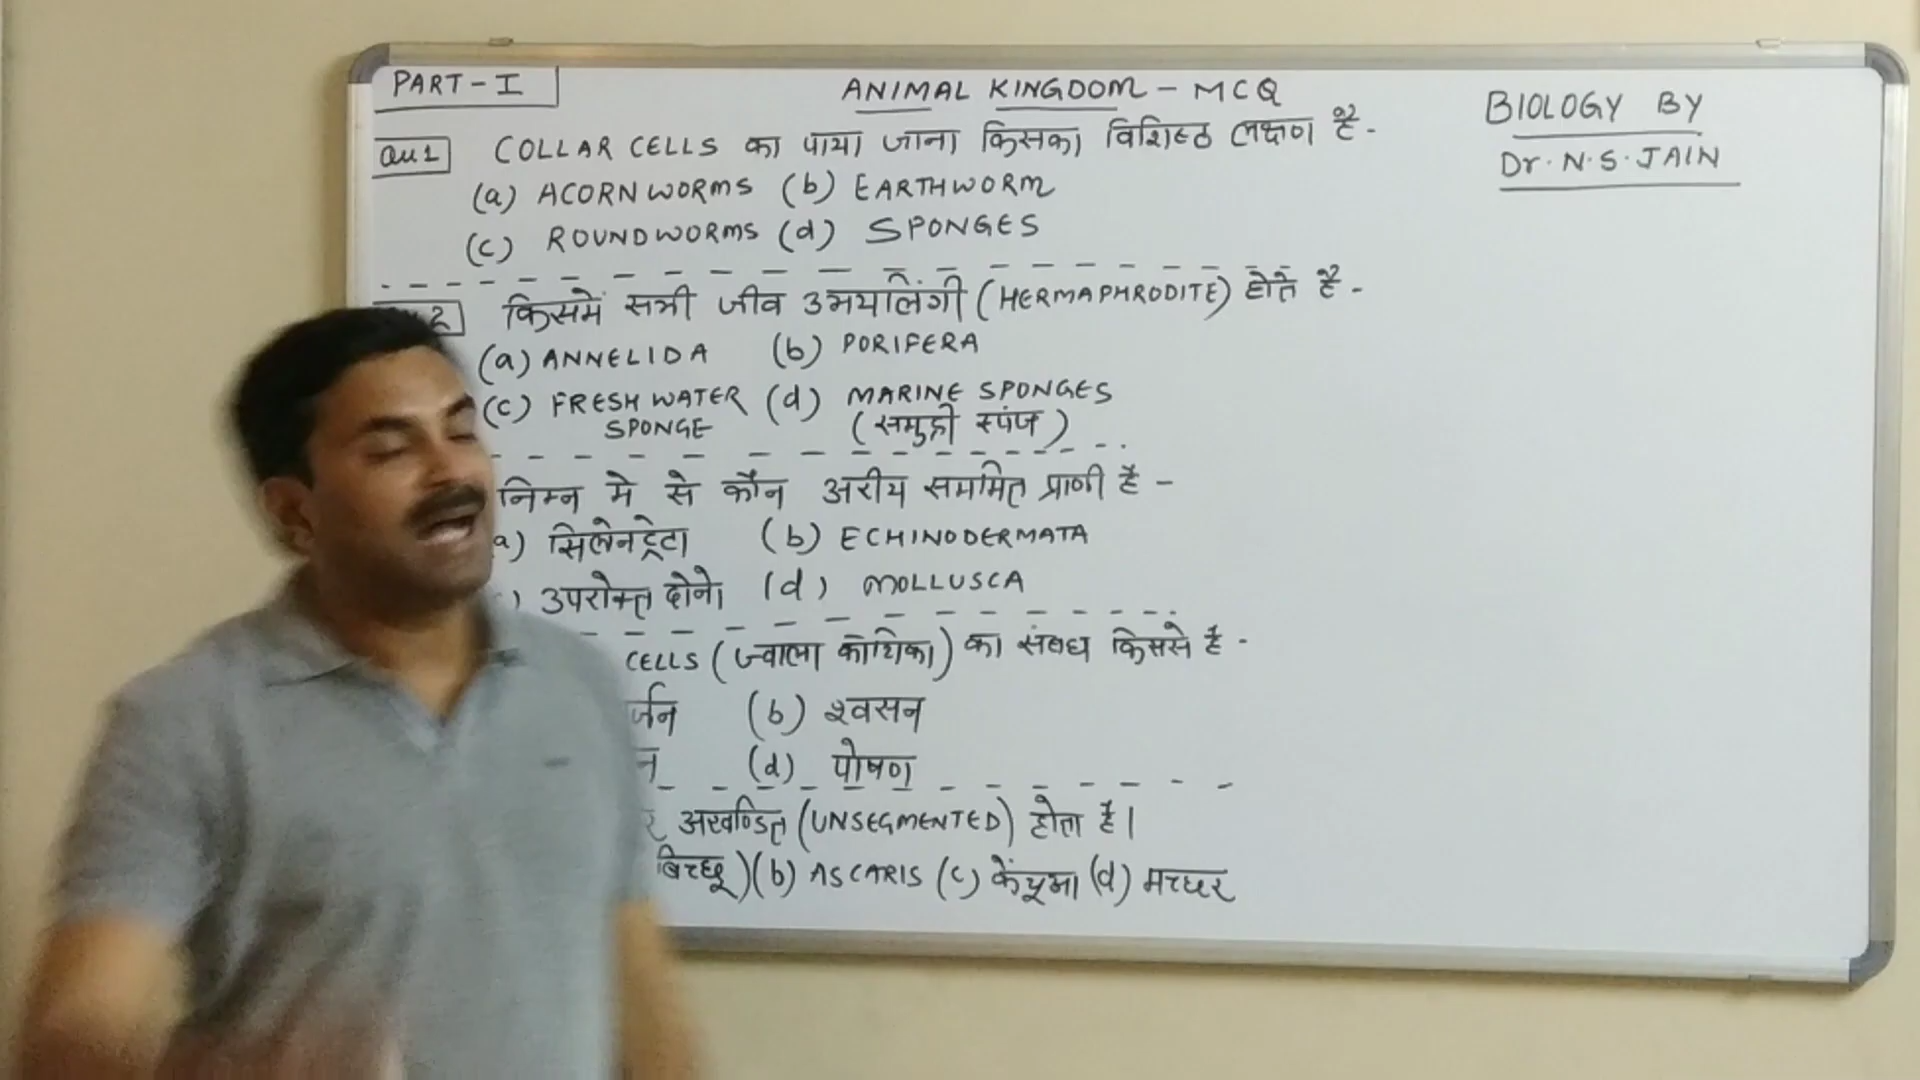 PART-I
ANIMAL KINGDOM - MCQ
BIOLOGY BY
Dr. N. S. JAIN
Qu1 COLLAR CELLS का पाया जाना किसका विशिष्ठ लक्षण है -
(a) ACORN WORMS (b) EARTHWORM
(c) ROUNDWORMS (d) SPONGES
2 किसमें सभी जीव उभयलिंगी (HERMAPHRODITE) होते है -
(a) ANNELIDA (b) PORIFERA
(c) FRESH WATER SPONGE (d) MARINE SPONGES
(समुद्री स्पंज)
निम्न मे से कौन अरीय सममित प्राणी है -
a) सिलेनट्रेटा (b) ECHINODERMATA
) उपरोक्त दोनो (d) MOLLUSCA
CELLS (ज्वाला कोशिका) का संबध किससे है -
र्जन (b) श्वसन
न (d) पोषण
र अखण्डित (UNSEGMENTED) होता है।
बिच्छू) (b) ASCARIS (c) केंचूआ (d) मच्छर